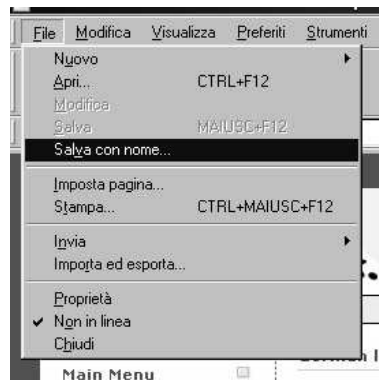 File Modifica Visualizza Preferiti Strumenti
Nuovo
Apri... CTRL+F12
Modifica
Salva MAIUSC+F12
Salva con nome...
Imposta pagina...
Stampa... CTRL+MAIUSC+F12
Invia
Importa ed esporta...
Proprietà
Non in linea
Chiudi
Main Menu